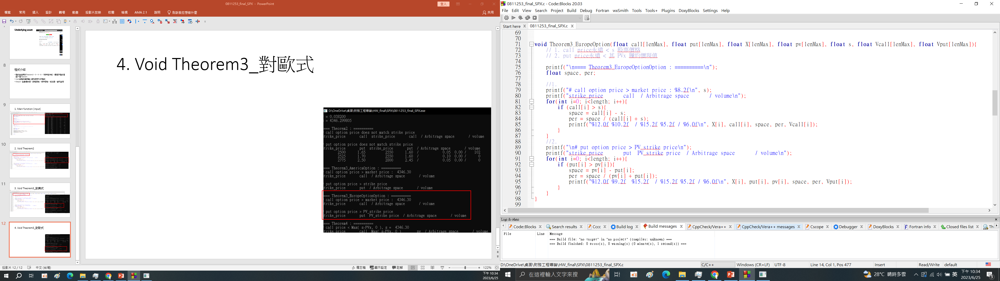 0811253_final_SPX - PowerPoint
登入
檔案 常用 插入 設計 轉場 動畫 投影片放映 校閱 檢視 AMA 2.1 說明 告訴我您想做什麼 共用
Underlying asset
8
程式介紹
9
1. Main function (input)
10
2. Void Theorem2
11
3. Void Theorem3_對美式
12
4. Void Theorem3_對歐式
4. Void Theorem3_對歐式
D:\OneDrive\桌面\財務工程導論\HW_final\SPX\0811253_final_SPX.exe
= 0.038200
= 4346.299805
=== Theorem2 : ==========
call option price does not match strike price
trike_price call strike_price call / Arbitrage space / volume
put option price does not match strike price
trike_price put strike_price put / Arbitrage space / volume
2500 1.65 2550 1.60 / 0.05 0.00 / 102
2525 1.70 2550 1.60 / 0.10 0.00 / 0
2775 2.50 2800 2.45 / 0.05 0.00 / 0
=== Theorem3_AmericaOption : ==========
call option price > market price : 4346.30
trike_price call / Arbitrage space / volume
put option price > strike price
trike_price put / Arbitrage space / volume
=== Theorem3_EuropeOptionOption : ==========
call option price > market price : 4346.30
trike_price call / Arbitrage space / volume
put option price > PV_strike price
trike_price put PV_strike price / Arbitrage space / volume
=== Theorem4 : ==========
call price < Max( s-PVx, 0 ), s = 4346.30
trike_price call Max( s-PVx, 0 ) pv / Arbitrage space / volume
投影片 12 / 12 中文 (台灣) 備忘稿 顯示設定 註解 122%
下午 10:34
2023/6/25
0811253_final_SPX.c - Code::Blocks 20.03
File Edit View Search Project Build Debug Fortran wxSmith Tools Tools+ Plugins DoxyBlocks Settings Help
Start here 0811253_final_SPX.c
69
70
71 void Theorem3_EuropeOption(float call[lenMax], float put[lenMax], float X[lenMax], float pv[lenMax], float s, float Vcall[lenMax], float Vput[lenMax]){
72 // 1. call price永遠 < s 股票價格
73 // 2. put price永遠 < 其 PVx 履約價現值
74
75 printf("\n==== Theorem3_EuropeOptionOption : ==========\n");
76 float space, per;
77
78 //1.
79 printf("# call option price > market price : %8.2f\n", s);
80 printf("strike_price call / Arbitrage space / volume\n");
81 for(int i=0; i<length; i++){
82 if (call[i] > s){
83 space = call[i] - s;
84 per = space / (call[i] + s);
85 printf("%12.0f %10.2f / %15.2f %5.2f / %6.0f\n", X[i], call[i], space, per, Vcall[i]);
86 }
87 }
88 //2.
89 printf("\n# put option price > PV_strike price\n");
90 printf("strike_price put PV_strike price / Arbitrage space / volume\n");
91 for(int i=0; i<length; i++){
92 if (put[i] > pv[i]){
93 space = pv[i] - put[i];
94 per = space / (pv[i] + put[i]);
95 printf("%12.0f %9.2f %15.2f / %15.2f %5.2f / %6.0f\n", X[i], put[i], pv[i], space, per, Vput[i]);
96 }
97 }
98 }
99
Logs & others
Code::Blocks Search results Cccc Build log Build messages CppCheck/Vera++ CppCheck/Vera++ messages Cscope Debugger DoxyBlocks Fortran info Closed files list Th
File Line Message
=== Build file: "no target" in "no project" (compiler: unknown) ===
=== Build finished: 0 error(s), 0 warning(s) (0 minute(s), 1 second(s)) ===
D:\OneDrive\桌面\財務工程導論\HW_final\SPX\0811253_final_SPX.c C/C++ Windows (CR+LF) UTF-8 Line 14, Col 1, Pos 477 Insert Read/Write default
在這裡輸入文字來搜
28°C 晴時多雲 英
下午 10:34
2023/6/25
3